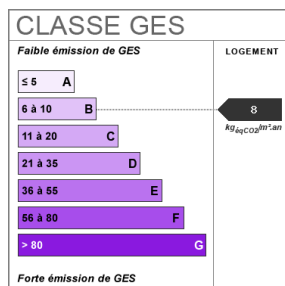 CLASSE GES
Faible émission de GES
LOGEMENT
≤ 5 A
6 à 10 B
8
kgéqCO2/m².an
11 à 20 C
21 à 35 D
36 à 55 E
56 à 80 F
> 80 G
Forte émission de GES